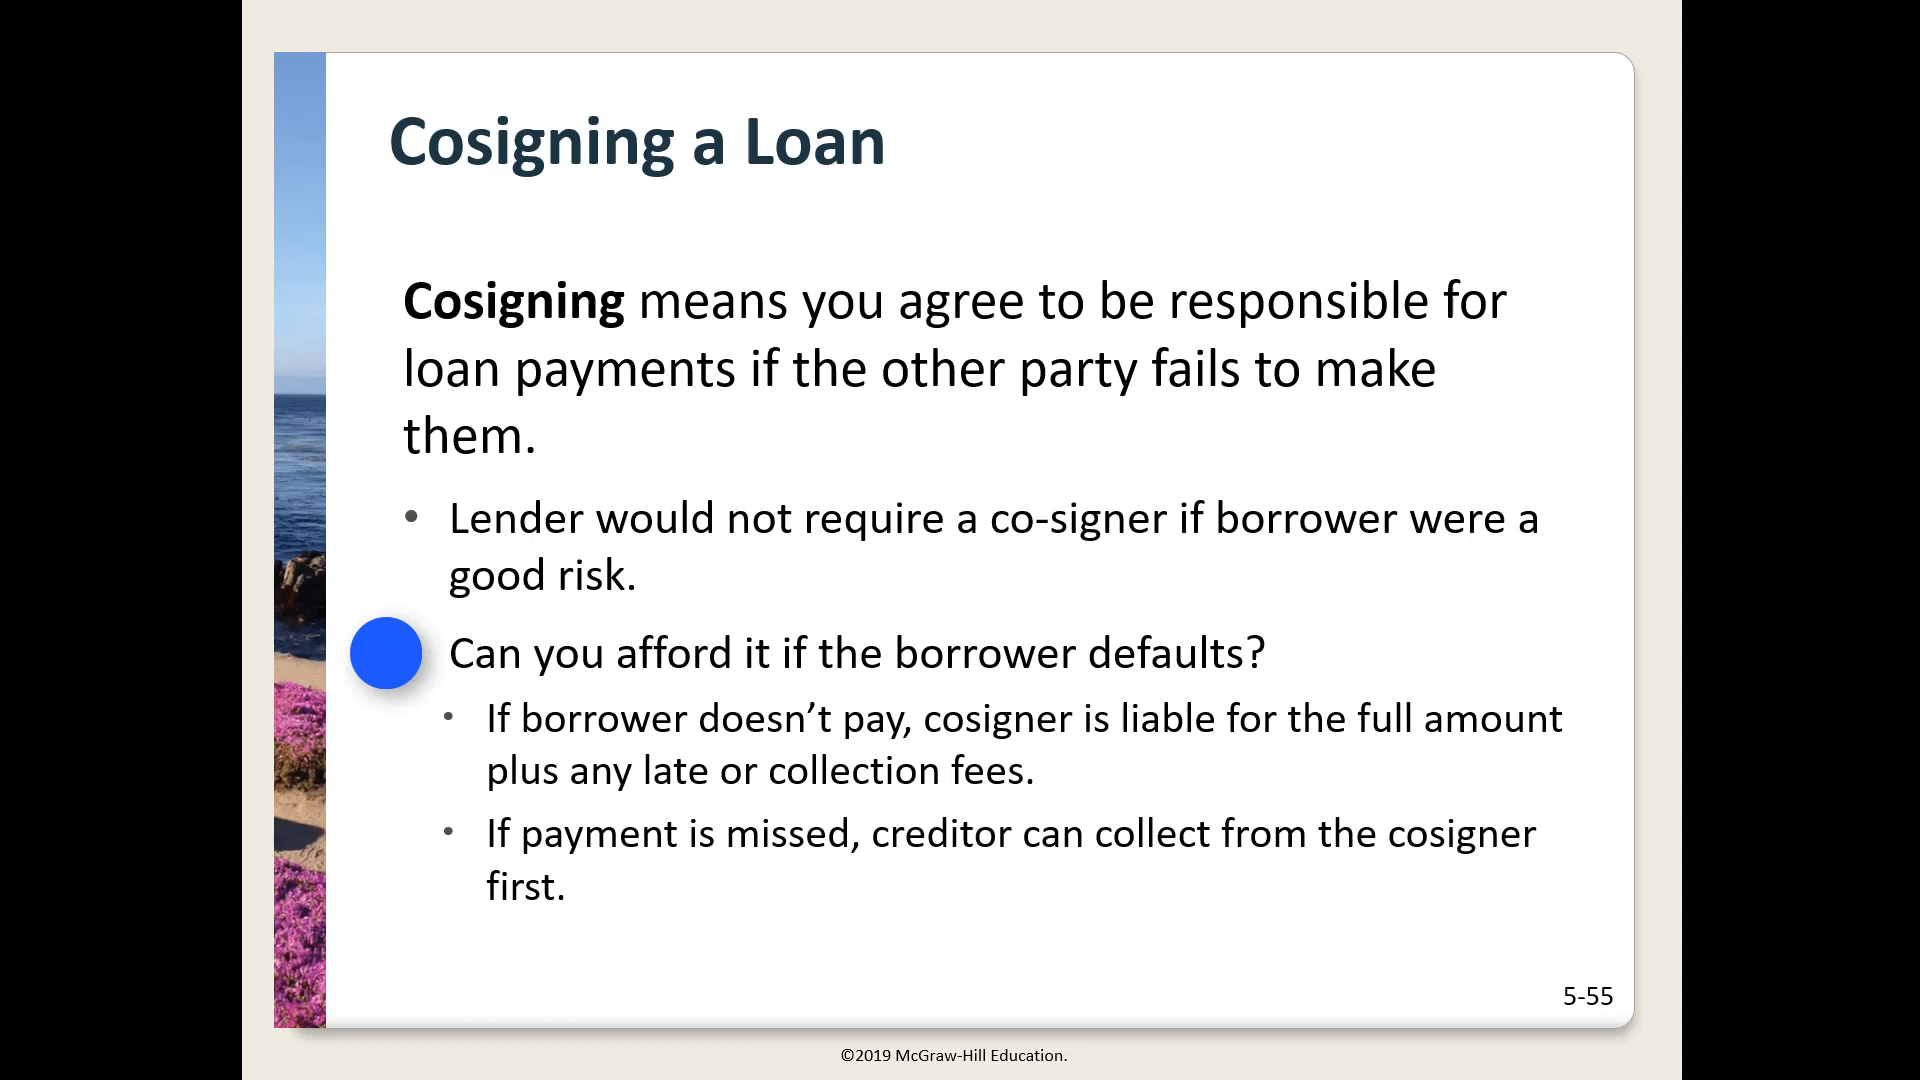 Cosigning a Loan
Cosigning means you agree to be responsible for
loan payments if the other party fails to make
them.
• Lender would not require a co-signer if borrower were a
good risk.
Can you afford it if the borrower defaults?
• If borrower doesn’t pay, cosigner is liable for the full amount
plus any late or collection fees.
• If payment is missed, creditor can collect from the cosigner
first.
5-55
©2019 McGraw-Hill Education.